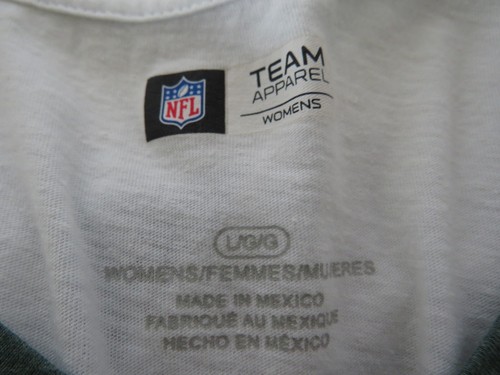 NFL
TEAM
APPAREL
WOMENS
L/G/G
WOMENS/FEMMES/MUJERES
MADE IN MEXICO
FABRIQUÉ AU MEXIQUE
HECHO EN MÉXICO